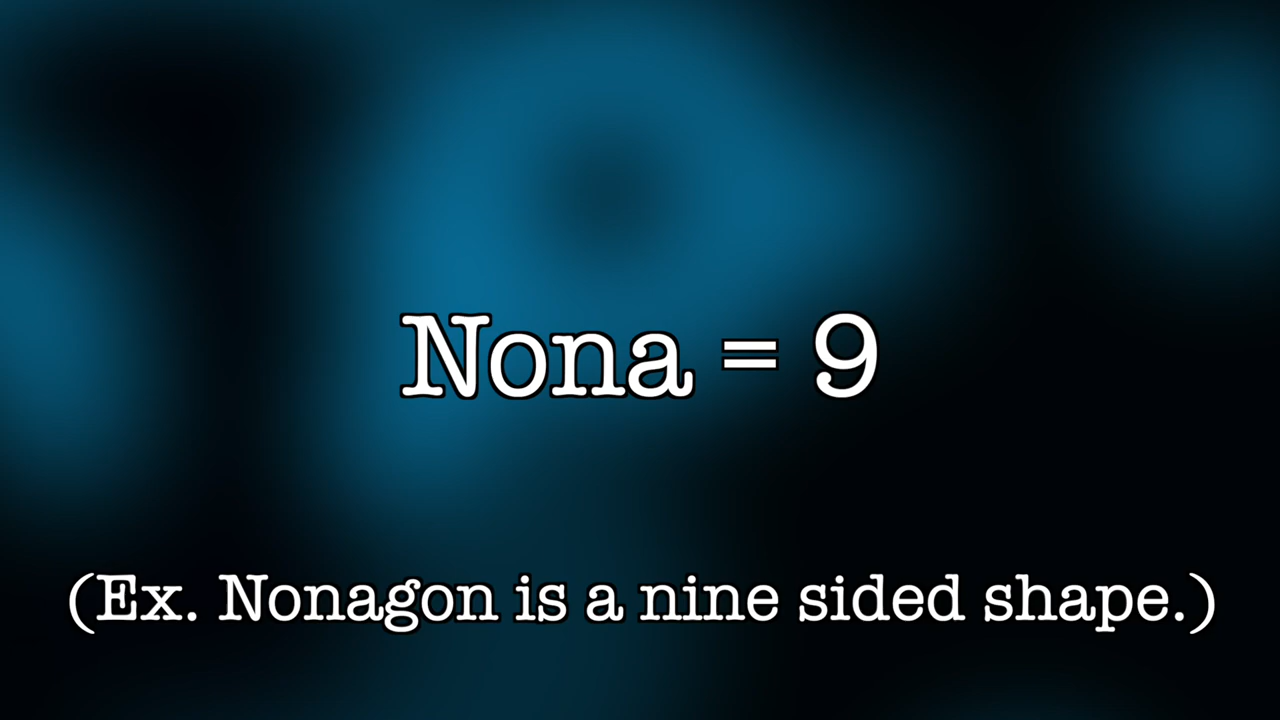 Nona = 9
(Ex. Nonagon is a nine sided shape.)